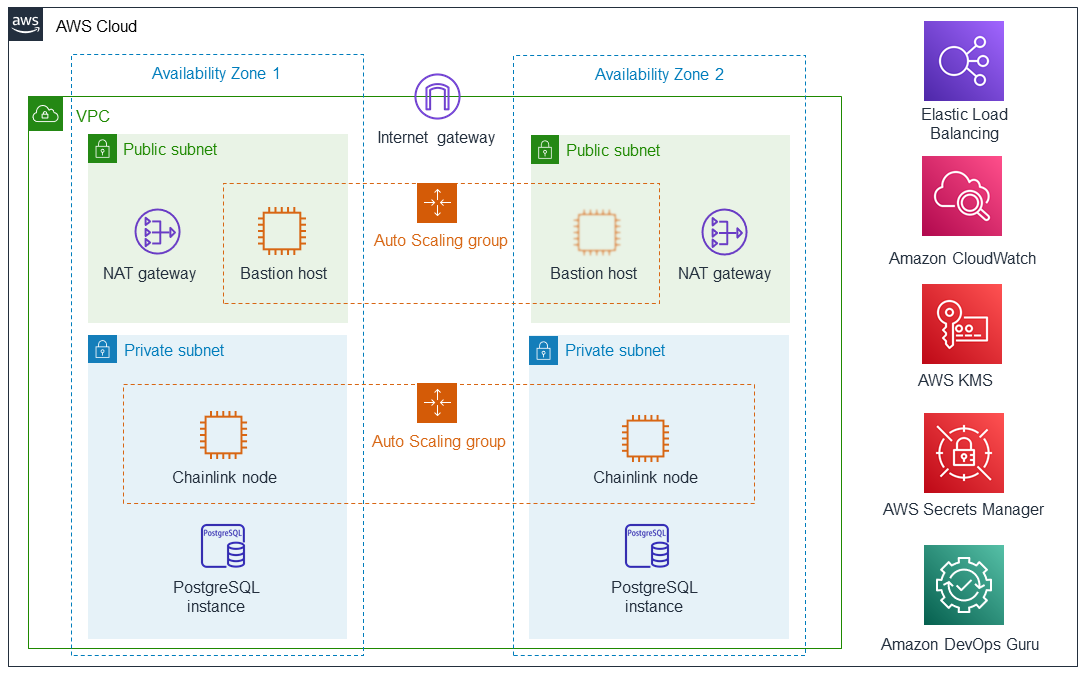 aws
AWS Cloud
Availability Zone 1
Availability Zone 2
VPC
Internet gateway
Public subnet
Public subnet
Auto Scaling group
NAT gateway
Bastion host
Bastion host
NAT gateway
Private subnet
Private subnet
Auto Scaling group
Chainlink node
Chainlink node
PostgreSQL
PostgreSQL
instance
PostgreSQL
PostgreSQL
instance
Elastic Load
Balancing
Amazon CloudWatch
AWS KMS
AWS Secrets Manager
Amazon DevOps Guru